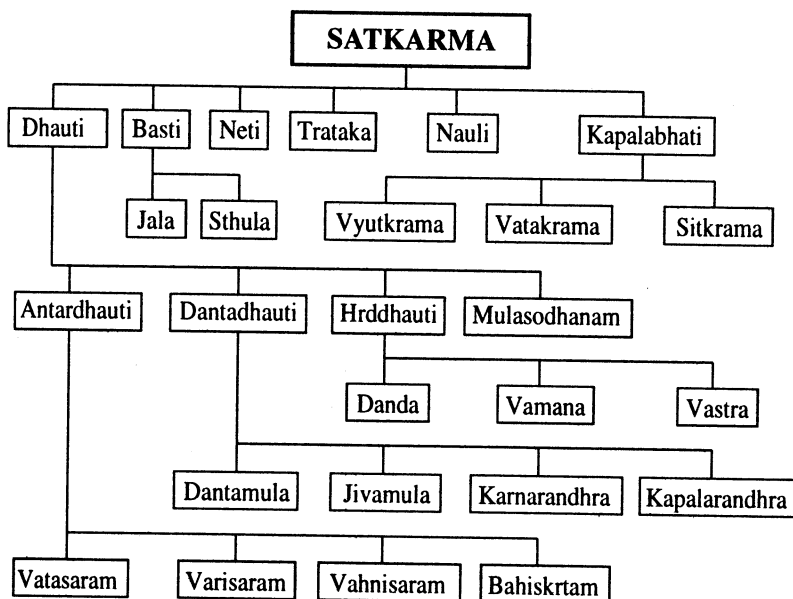 SATKARMA
Dhauti Basti Neti Trataka Nauli Kapalabhati
Jala Sthula Vyutkrama Vatakrama Sitkrama
Antardhauti Dantadhauti Hrddhauti Mulasodhanam
Danda Vamana Vastra
Dantamula Jivamula Karnarandhra Kapalarandhra
Vatasaram Varisaram Vahnisaram Bahiskrtam